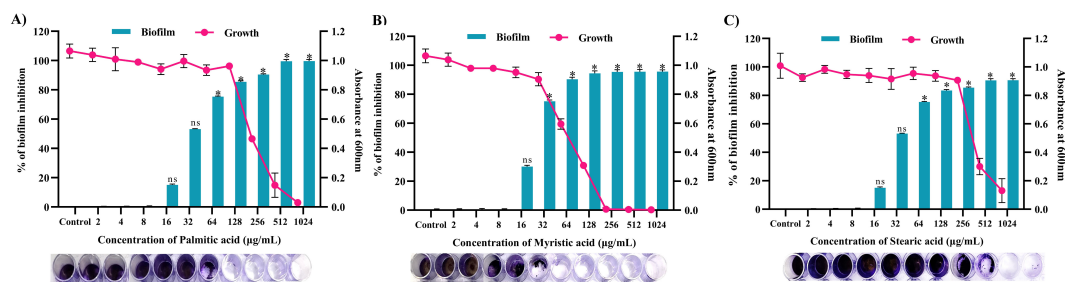 A)
Biofilm Growth
% of biofilm inhibition
120
100
80
60
40
20
0
ns
ns
*
*
*
*
*
Absorbance at 600nm
1.2
1.0
0.8
0.6
0.4
0.2
0.0
Control 2 4 8 16 32 64 128 256 512 1024
Concentration of Palmitic acid (µg/mL)
B)
Biofilm Growth
% of biofilm inhibition
120
100
80
60
40
20
0
ns
*
*
*
*
*
*
Absorbance at 600nm
1.2
1.0
0.8
0.6
0.4
0.2
0.0
Control 2 4 8 16 32 64 128 256 512 1024
Concentration of Myristic acid (µg/mL)
C)
Biofilm Growth
% of biofilm inhibition
120
100
80
60
40
20
0
ns
ns
*
*
*
*
*
Absorbance at 600nm
1.2
1.0
0.8
0.6
0.4
0.2
0.0
Control 2 4 8 16 32 64 128 256 512 1024
Concentration of Stearic acid (µg/mL)